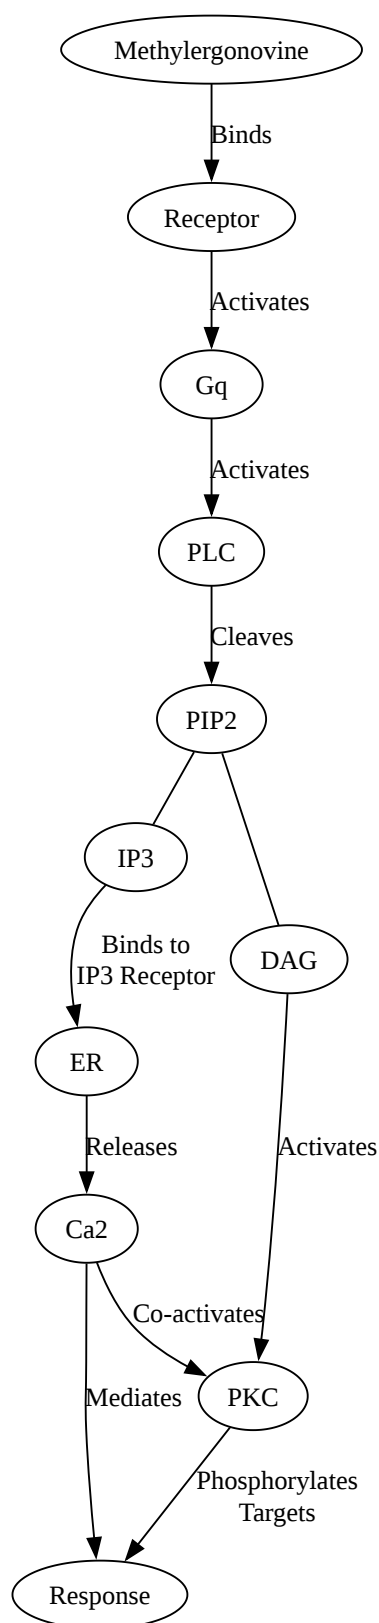 Methylergonovine
Binds
Receptor
Activates
Gq
Activates
PLC
Cleaves
PIP2
IP3
Binds to
IP3 Receptor
DAG
ER
Releases
Activates
Ca2
Co-activates
Mediates
PKC
Phosphorylates
Targets
Response